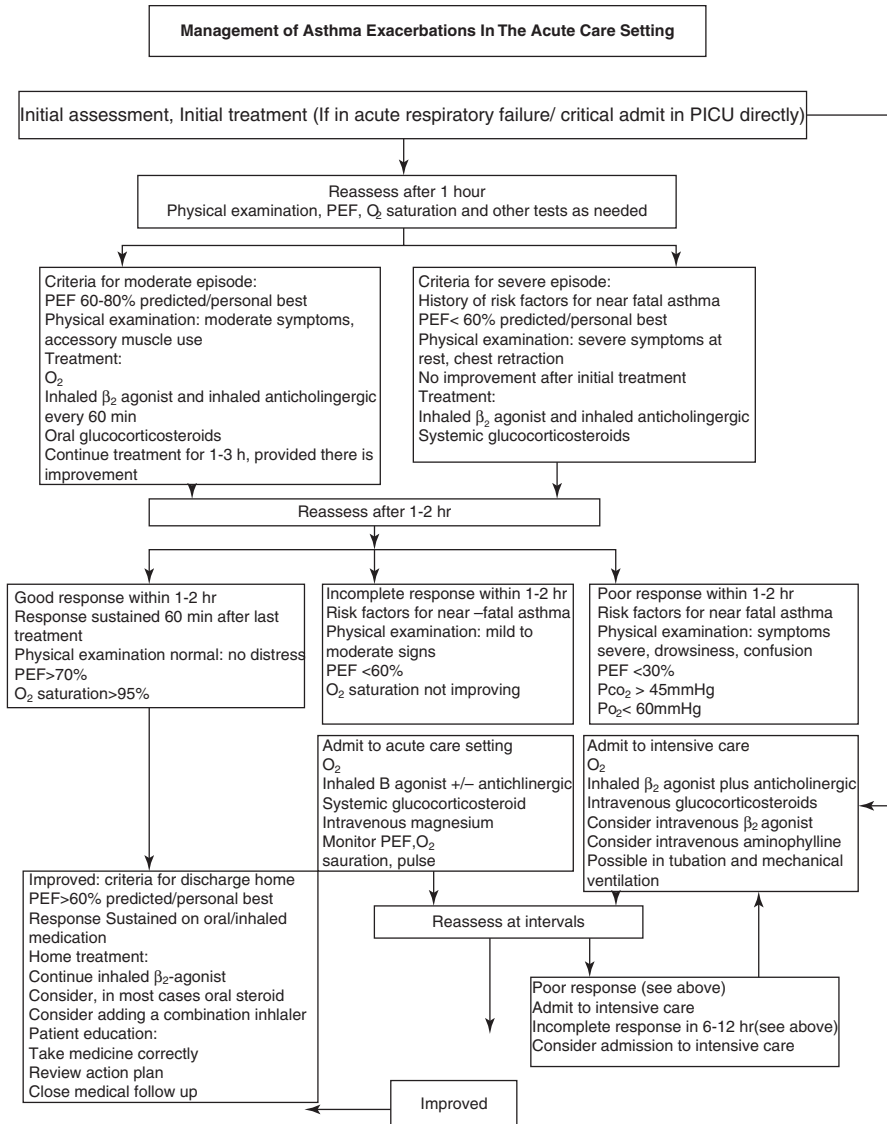 Management of Asthma Exacerbations In The Acute Care Setting
Initial assessment, Initial treatment (If in acute respiratory failure/ critical admit in PICU directly)
Reassess after 1 hour
Physical examination, PEF, O₂ saturation and other tests as needed
Criteria for moderate episode:
PEF 60-80% predicted/personal best
Physical examination: moderate symptoms,
accessory muscle use
Treatment:
O₂
Inhaled β₂ agonist and inhaled anticholingergic
every 60 min
Oral glucocorticosteroids
Continue treatment for 1-3 h, provided there is
improvement
Criteria for severe episode:
History of risk factors for near fatal asthma
PEF< 60% predicted/personal best
Physical examination: severe symptoms at
rest, chest retraction
No improvement after initial treatment
Treatment:
Inhaled β₂ agonist and inhaled anticholingergic
Systemic glucocorticosteroids
Reassess after 1-2 hr
Good response within 1-2 hr
Response sustained 60 min after last
treatment
Physical examination normal: no distress
PEF>70%
O₂ saturation>95%
Incomplete response within 1-2 hr
Risk factors for near –fatal asthma
Physical examination: mild to
moderate signs
PEF <60%
O₂ saturation not improving
Poor response within 1-2 hr
Risk factors for near fatal asthma
Physical examination: symptoms
severe, drowsiness, confusion
PEF <30%
Pco₂ > 45mmHg
Po₂< 60mmHg
Admit to acute care setting
O₂
Inhaled B agonist +/– antichlinergic
Systemic glucocorticosteroid
Intravenous magnesium
Monitor PEF,O₂
sauration, pulse
Admit to intensive care
O₂
Inhaled β₂ agonist plus anticholinergic
Intravenous glucocorticosteroids
Consider intravenous β₂ agonist
Consider intravenous aminophylline
Possible in tubation and mechanical
ventilation
Improved: criteria for discharge home
PEF>60% predicted/personal best
Response Sustained on oral/inhaled
medication
Home treatment:
Continue inhaled β₂-agonist
Consider, in most cases oral steroid
Consider adding a combination inhlaler
Patient education:
Take medicine correctly
Review action plan
Close medical follow up
Reassess at intervals
Poor response (see above)
Admit to intensive care
Incomplete response in 6-12 hr(see above)
Consider admission to intensive care
Improved